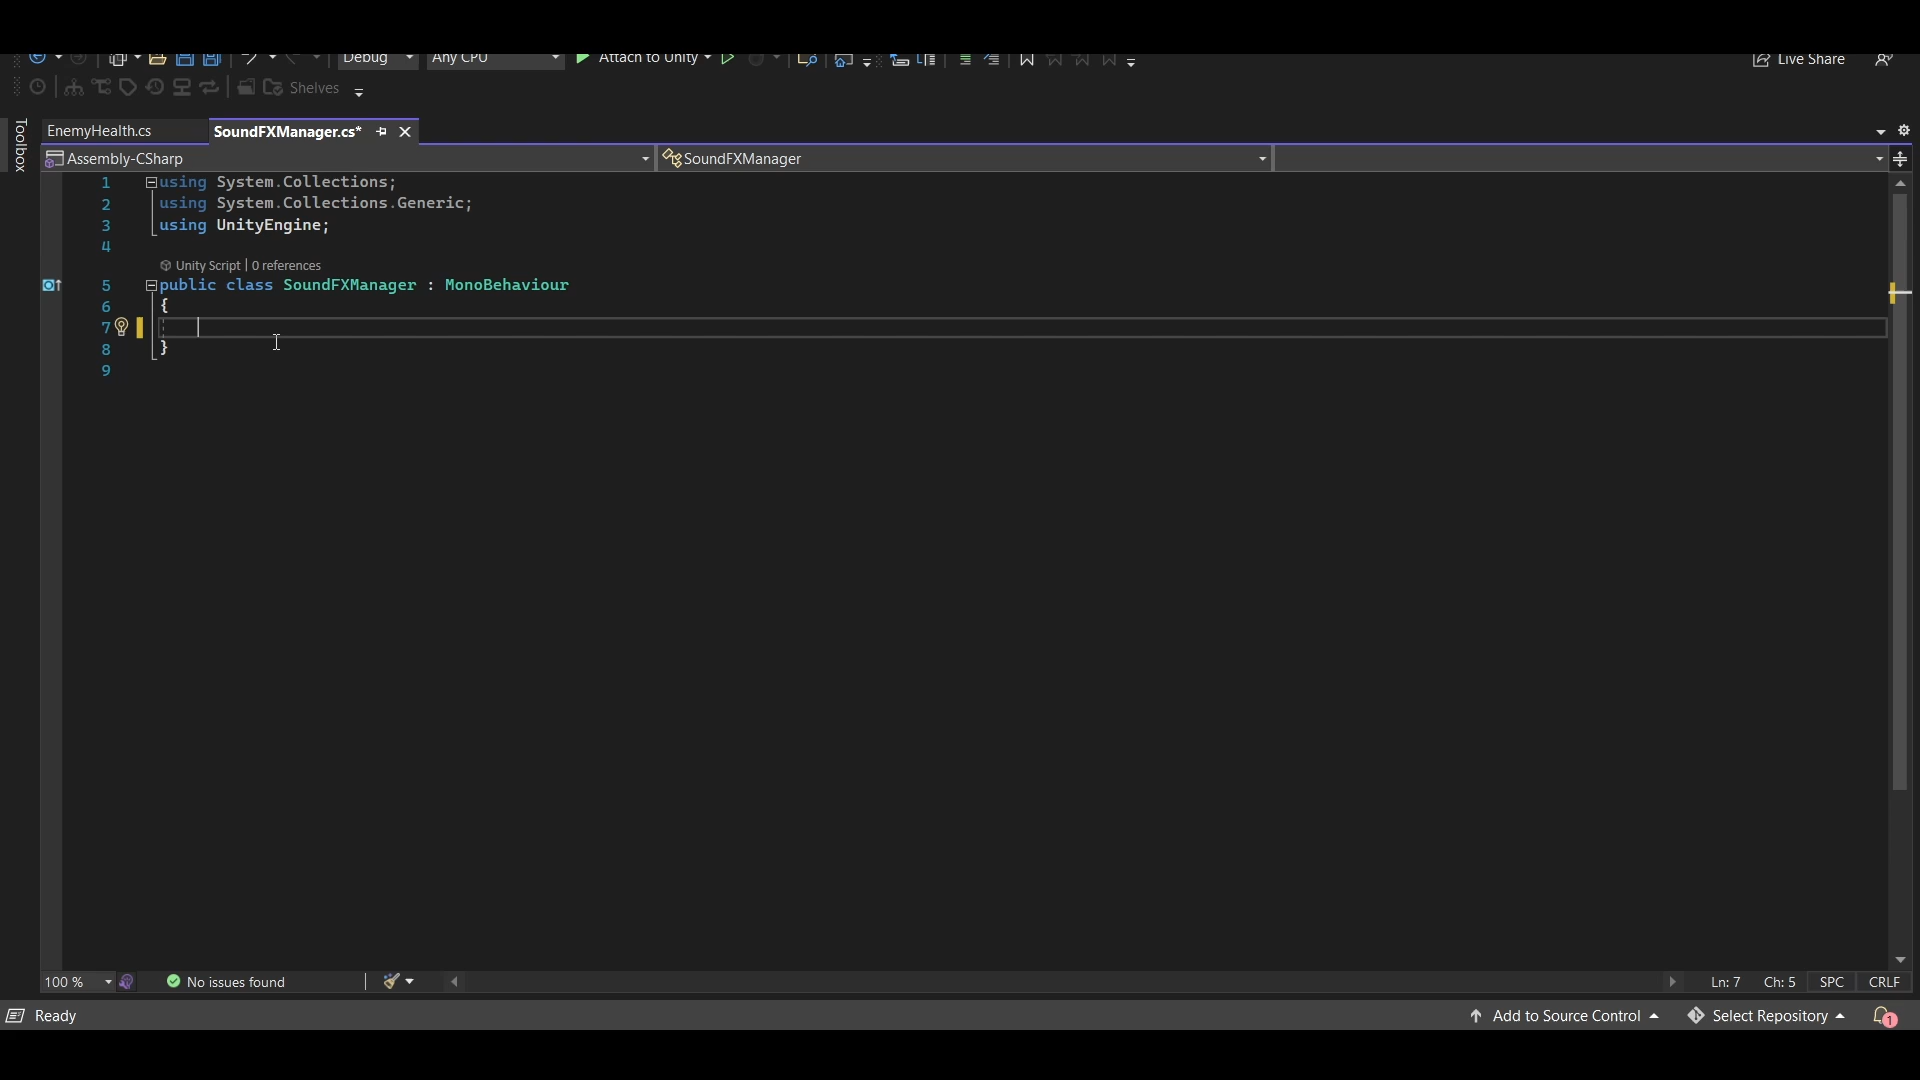 Debug Any CPU Attach to Unity Live Share
Shelves
Toolbox
EnemyHealth.cs SoundFXManager.cs*
Assembly-CSharp SoundFXManager
1 using System.Collections;
2 using System.Collections.Generic;
3 using UnityEngine;
4
Unity Script | 0 references
5 public class SoundFXManager : MonoBehaviour
6 {
7
8 }
9
100 % No issues found Ln: 7 Ch: 5 SPC CRLF
Ready Add to Source Control Select Repository 1